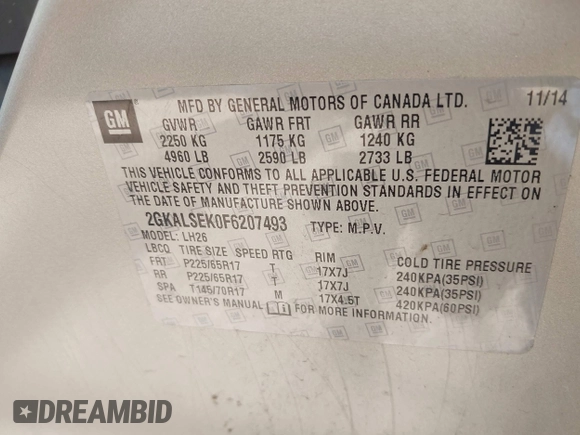 GM
MFD BY GENERAL MOTORS OF CANADA LTD. 11/14
GVWR GAWR FRT GAWR RR
2250 KG 1175 KG 1240 KG
4960 LB 2590 LB 2733 LB
THIS VEHICLE CONFORMS TO ALL APPLICABLE U.S. FEDERAL MOTOR
VEHICLE SAFETY AND THEFT PREVENTION STANDARDS IN EFFECT ON
THE DATE OF MANUFACTURE SHOWN ABOVE.
2GKALSEK0F6207493 TYPE: M.P.V.
MODEL: LH26
LBCQ TIRE SIZE SPEED RTG RIM COLD TIRE PRESSURE
FRT P225/65R17 T 17X7J 240KPA(35PSI)
RR P225/65R17 T 17X7J 240KPA(35PSI)
SPA T145/70R17 M 17X4.5T 420KPA(60PSI)
SEE OWNER'S MANUAL FOR MORE INFORMATION.
DREAMBID